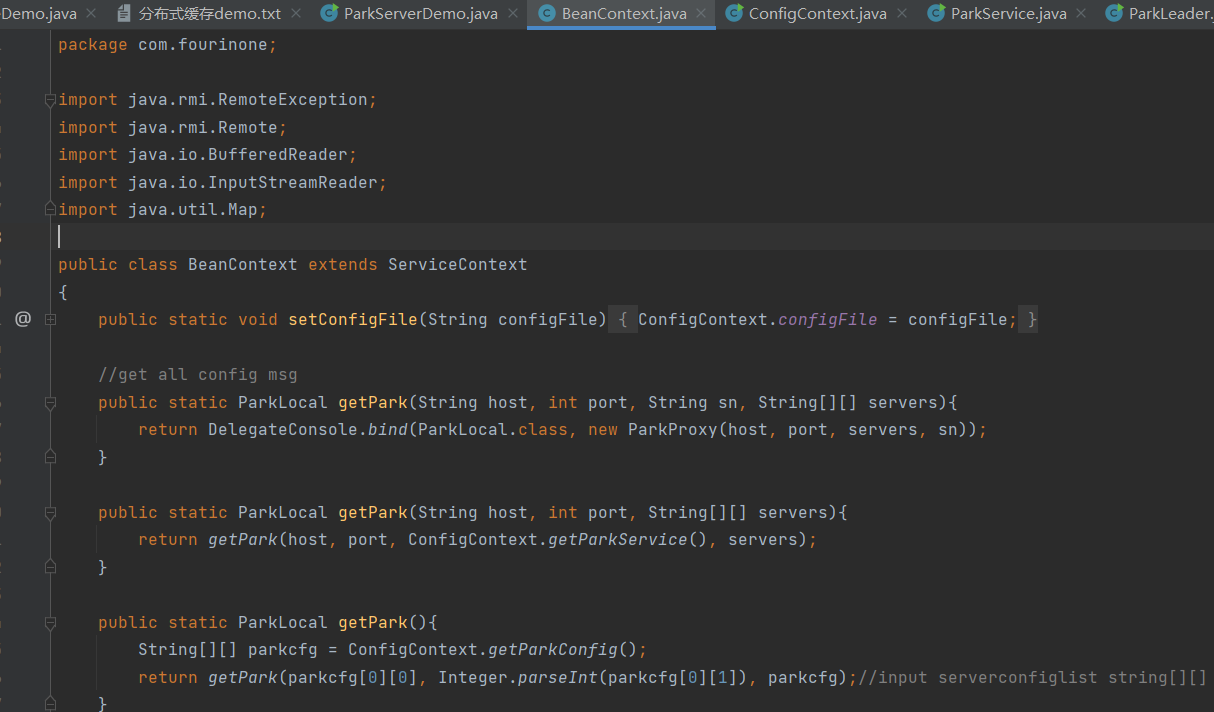 Demo.java
分布式缓存demo.txt
ParkServerDemo.java
BeanContext.java
ConfigContext.java
ParkService.java
ParkLeader.
package com.fourinone;
import java.rmi.RemoteException;
import java.rmi.Remote;
import java.io.BufferedReader;
import java.io.InputStreamReader;
import java.util.Map;
public class BeanContext extends ServiceContext
{
@ public static void setConfigFile(String configFile) { ConfigContext.configFile = configFile; }
//get all config msg
public static ParkLocal getPark(String host, int port, String sn, String[][] servers){
return DelegateConsole.bind(ParkLocal.class, new ParkProxy(host, port, servers, sn));
}
public static ParkLocal getPark(String host, int port, String[][] servers){
return getPark(host, port, ConfigContext.getParkService(), servers);
}
public static ParkLocal getPark(){
String[][] parkcfg = ConfigContext.getParkConfig();
return getPark(parkcfg[0][0], Integer.parseInt(parkcfg[0][1]), parkcfg);//input serverconfiglist string[][]
}